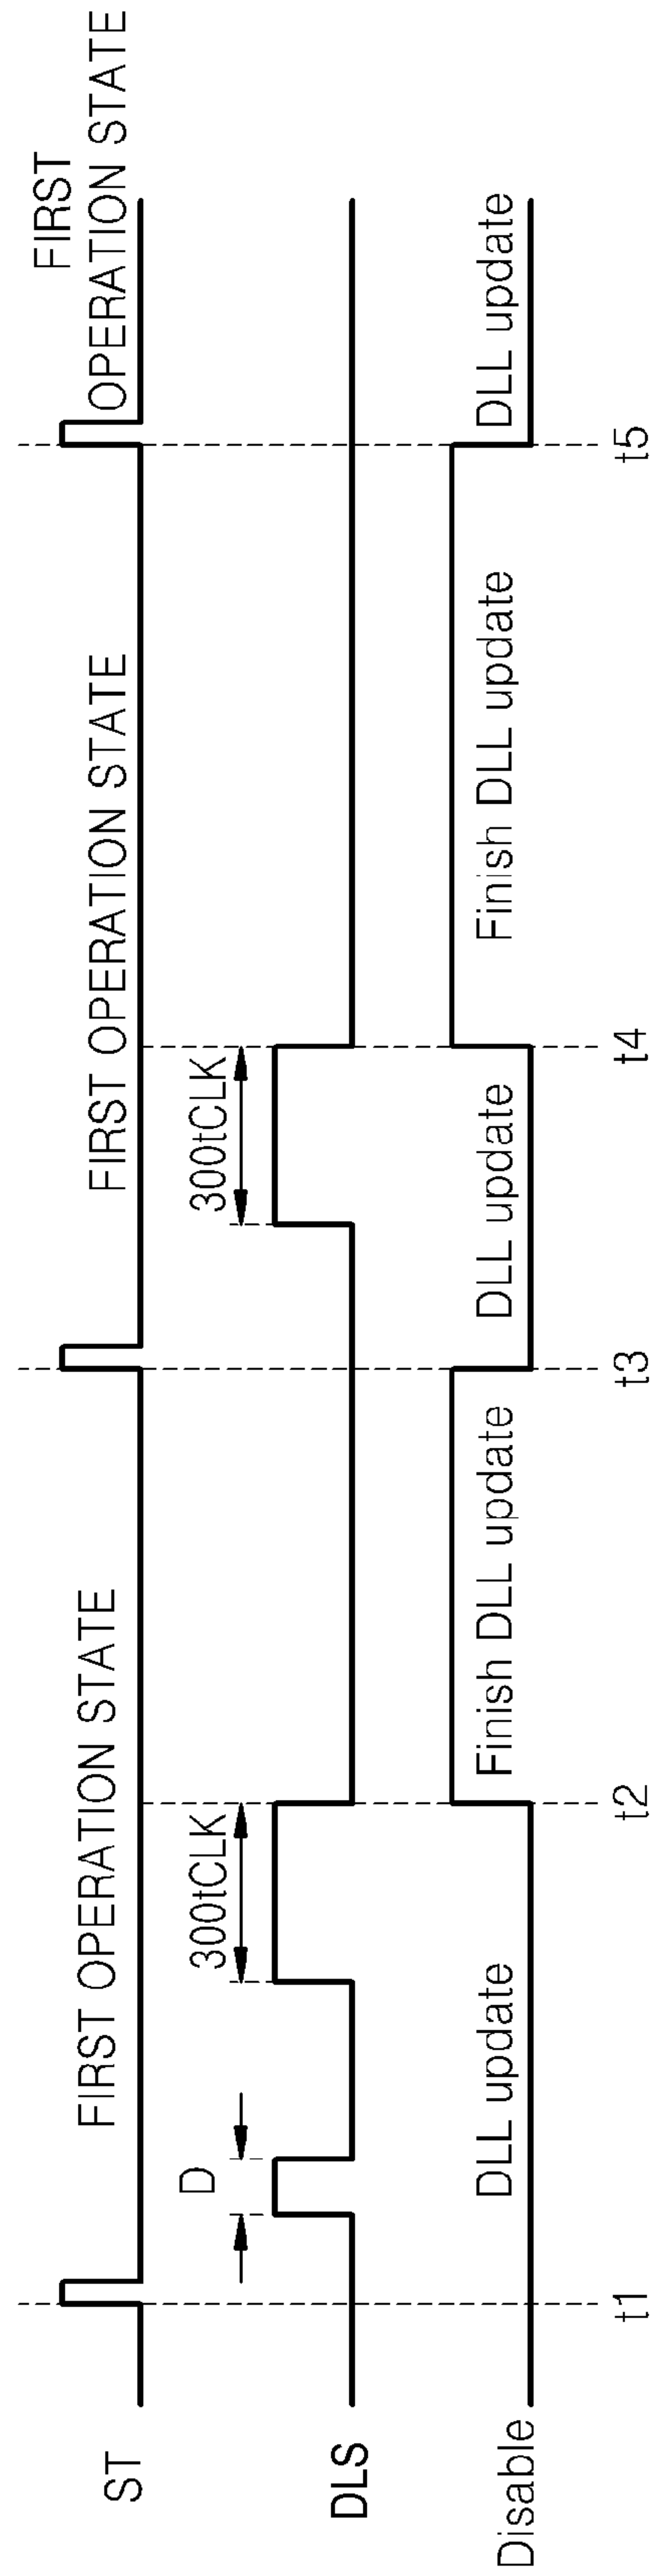 FIRST
OPERATION STATE
ST
FIRST OPERATION STATE
FIRST OPERATION STATE
D
300tCLK
300tCLK
DLS
Disable
DLL update
Finish DLL update
DLL update
Finish DLL update
DLL update
t1
t2
t3
t4
t5